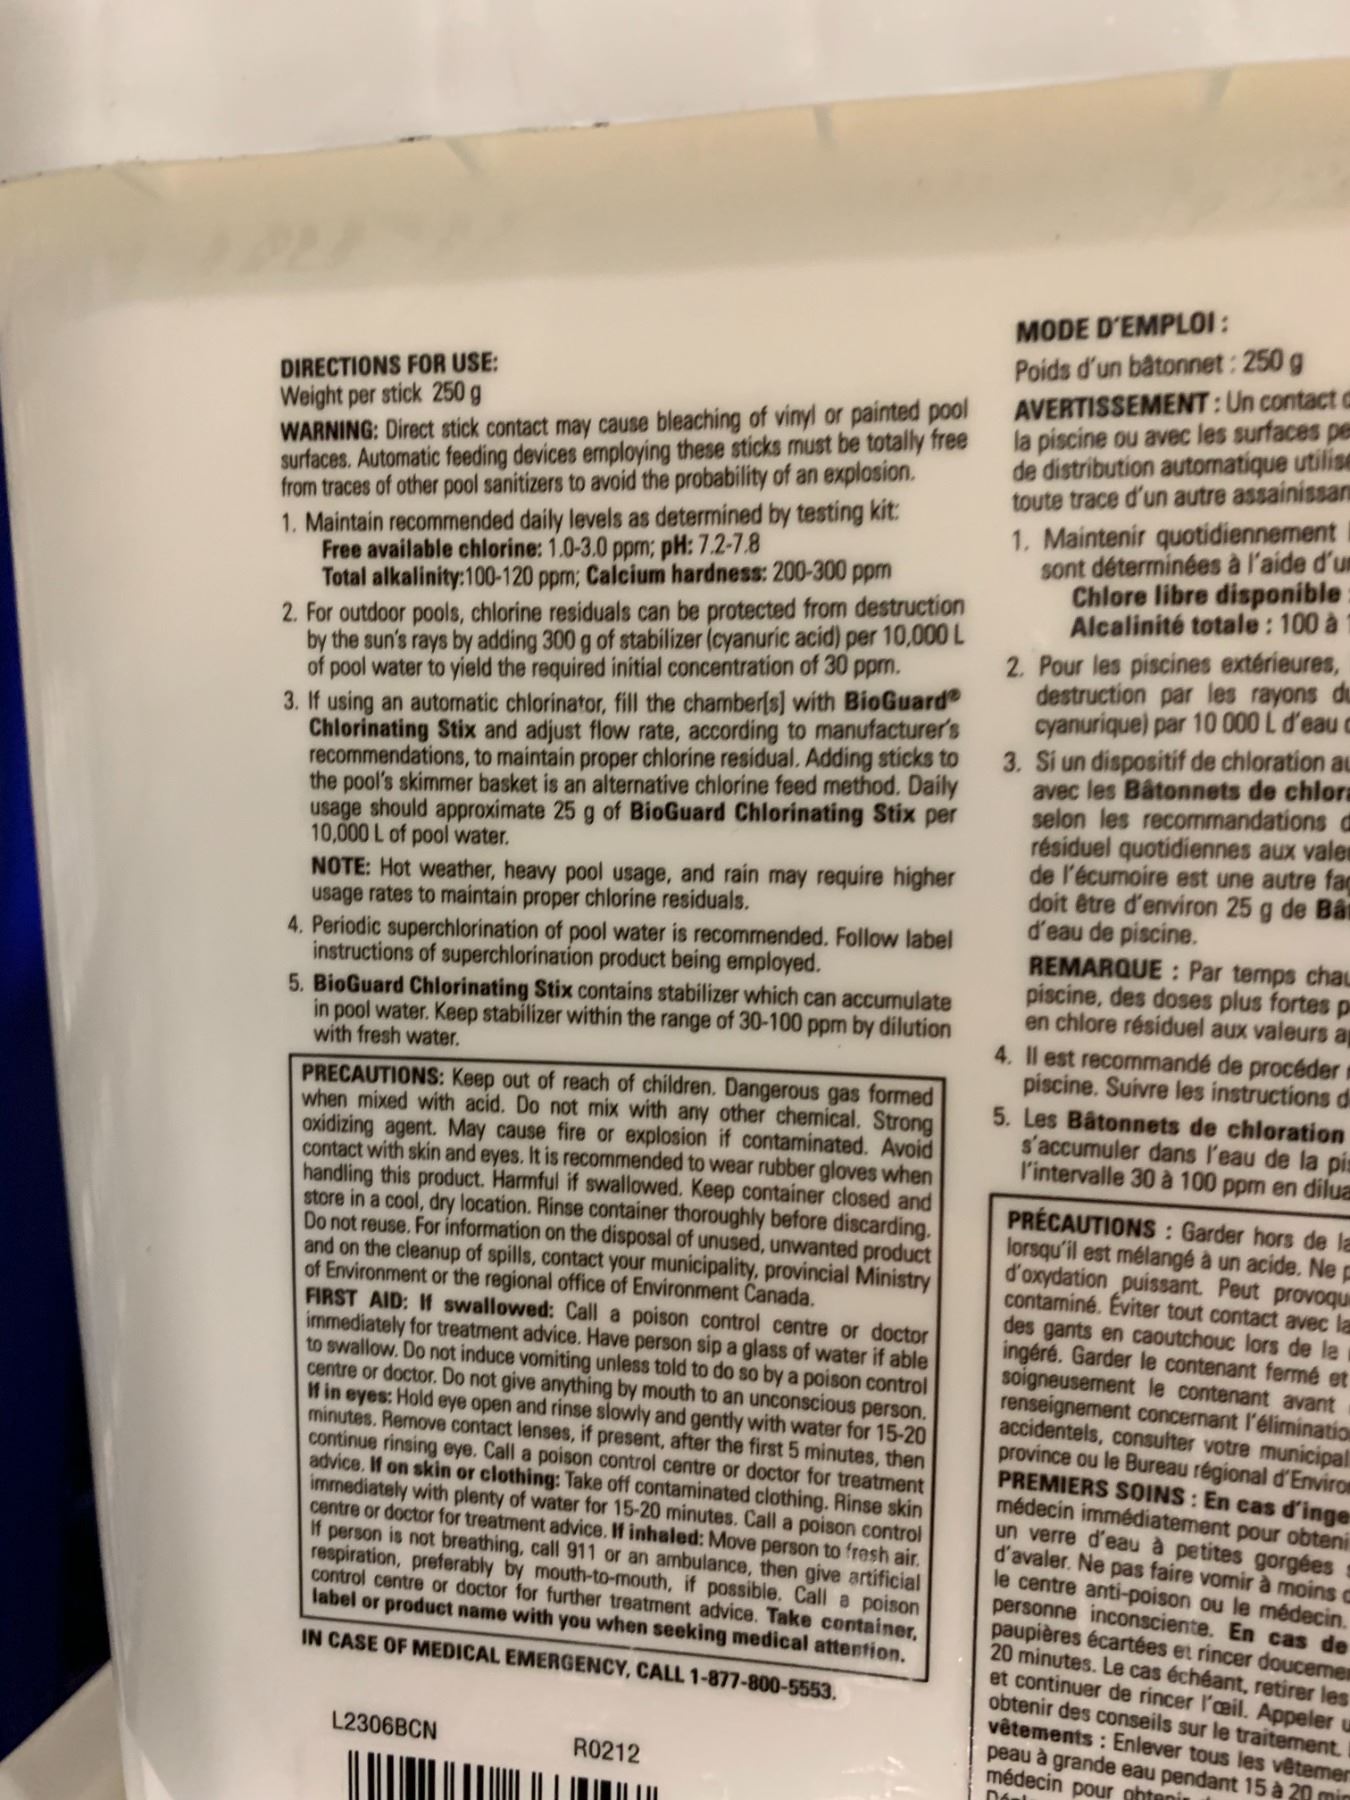 DIRECTIONS FOR USE:
Weight per stick 250 g
WARNING: Direct stick contact may cause bleaching of vinyl or painted pool
surfaces. Automatic feeding devices employing these sticks must be totally free
from traces of other pool sanitizers to avoid the probability of an explosion.
1. Maintain recommended daily levels as determined by testing kit:
Free available chlorine: 1.0-3.0 ppm; pH: 7.2-7.8
Total alkalinity:100-120 ppm; Calcium hardness: 200-300 ppm
2. For outdoor pools, chlorine residuals can be protected from destruction
by the sun's rays by adding 300 g of stabilizer (cyanuric acid) per 10,000 L
of pool water to yield the required initial concentration of 30 ppm.
3. If using an automatic chlorinator, fill the chamber[s] with BioGuard®
Chlorinating Stix and adjust flow rate, according to manufacturer's
recommendations, to maintain proper chlorine residual. Adding sticks to
the pool's skimmer basket is an alternative chlorine feed method. Daily
usage should approximate 25 g of BioGuard Chlorinating Stix per
10,000 L of pool water.
NOTE: Hot weather, heavy pool usage, and rain may require higher
usage rates to maintain proper chlorine residuals.
4. Periodic superchlorination of pool water is recommended. Follow label
instructions of superchlorination product being employed.
5. BioGuard Chlorinating Stix contains stabilizer which can accumulate
in pool water. Keep stabilizer within the range of 30-100 ppm by dilution
with fresh water.
PRECAUTIONS: Keep out of reach of children. Dangerous gas formed
when mixed with acid. Do not mix with any other chemical. Strong
oxidizing agent. May cause fire or explosion if contaminated. Avoid
contact with skin and eyes. It is recommended to wear rubber gloves when
handling this product. Harmful if swallowed. Keep container closed and
store in a cool, dry location. Rinse container thoroughly before discarding.
Do not reuse. For information on the disposal of unused, unwanted product
and on the cleanup of spills, contact your municipality, provincial Ministry
of Environment or the regional office of Environment Canada.
FIRST AID: If swallowed: Call a poison control centre or doctor
immediately for treatment advice. Have person sip a glass of water if able
to swallow. Do not induce vomiting unless told to do so by a poison control
centre or doctor. Do not give anything by mouth to an unconscious person.
If in eyes: Hold eye open and rinse slowly and gently with water for 15-20
minutes. Remove contact lenses, if present, after the first 5 minutes, then
continue rinsing eye. Call a poison control centre or doctor for treatment
advice. If on skin or clothing: Take off contaminated clothing. Rinse skin
immediately with plenty of water for 15-20 minutes. Call a poison control
centre or doctor for treatment advice. If inhaled: Move person to fresh air.
If person is not breathing, call 911 or an ambulance, then give artificial
respiration, preferably by mouth-to-mouth, if possible. Call a poison
control centre or doctor for further treatment advice. Take container,
label or product name with you when seeking medical attention.
IN CASE OF MEDICAL EMERGENCY, CALL 1-877-800-5553.
L2306BCN
R0212
MODE D'EMPLOI :
Poids d'un bâtonnet : 250 g
AVERTISSEMENT : Un contact
la piscine ou avec les surfaces
de distribution automatique
toute trace d'un autre
1. Maintenir quotidiennement
sont déterminées à l'aide
Chlore libre disponible
Alcalinité totale : 100 à
2. Pour les piscines extérieures,
destruction par les rayons
cyanurique) par 10 000 L d'eau
3. Si un dispositif de chloration
avec les Bâtonnets de
selon les recommandations
résiduel quotidiennes aux
de l'écumoire est une autre
doit être d'environ 25 g de
d'eau de piscine.
REMARQUE : Par temps
piscine, des doses plus fortes
en chlore résiduel aux valeurs
4. Il est recommandé de procéder
piscine. Suivre les instructions
5. Les Bâtonnets de chloration
s'accumuler dans l'eau de la
l'intervalle 30 à 100 ppm en
PRÉCAUTIONS : Garder hors de
lorsqu'il est mélangé à un acide. Ne
d'oxydation puissant. Peut
contaminé. Éviter tout contact avec
des gants en caoutchouc lors de la
ingéré. Garder le contenant fermé et
soigneusement le contenant avant
renseignement concernant
accidentels, consulter votre
province ou le Bureau régional
PREMIERS SOINS : En cas
médecin immédiatement pour
un verre d'eau à petites gorgées
d'avaler. Ne pas faire vomir à moins
le centre anti-poison ou le médecin.
personne inconsciente. En cas de
paupières écartées et rincer
20 minutes. Le cas échéant, retirer les
et continuer de rincer l'œil. Appeler
obtenir des conseils sur le traitement.
vêtements : Enlever tous les
peau à grande eau pendant 15 à 20
médecin pour